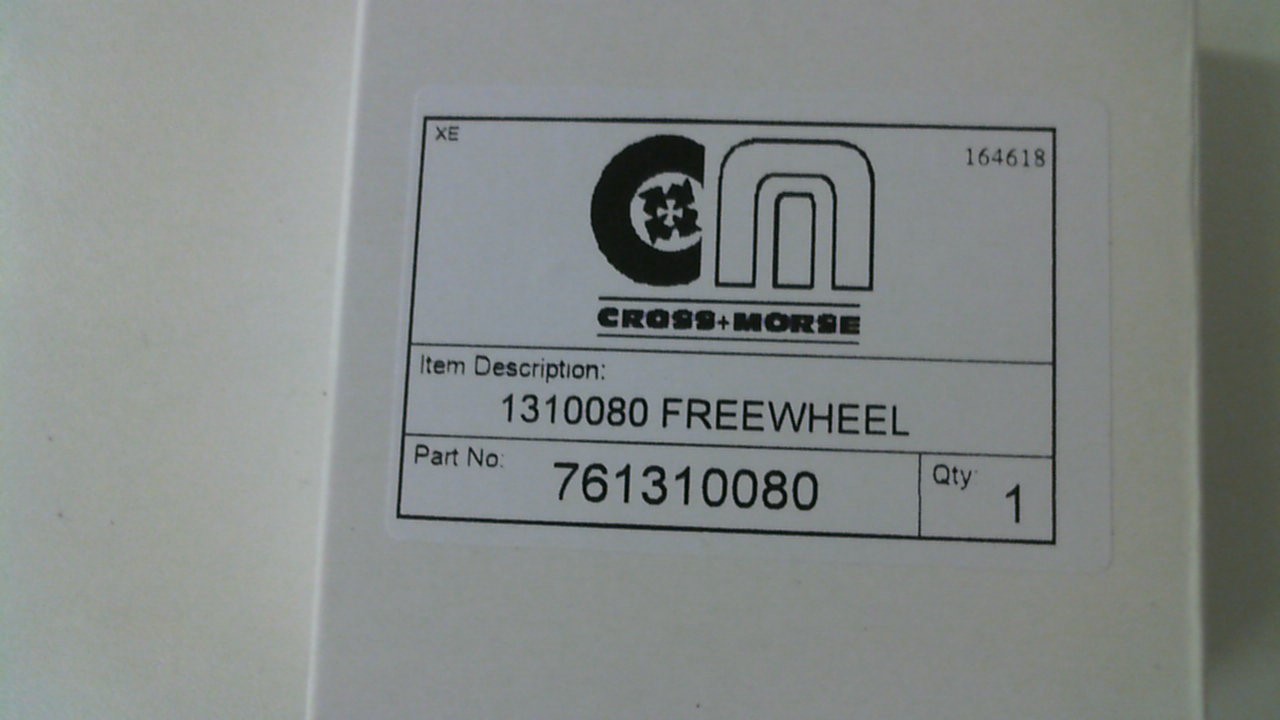 XE
164618
CROSS+MORSE
Item Description:
1310080 FREEWHEEL
Part No:
761310080
Qty
1